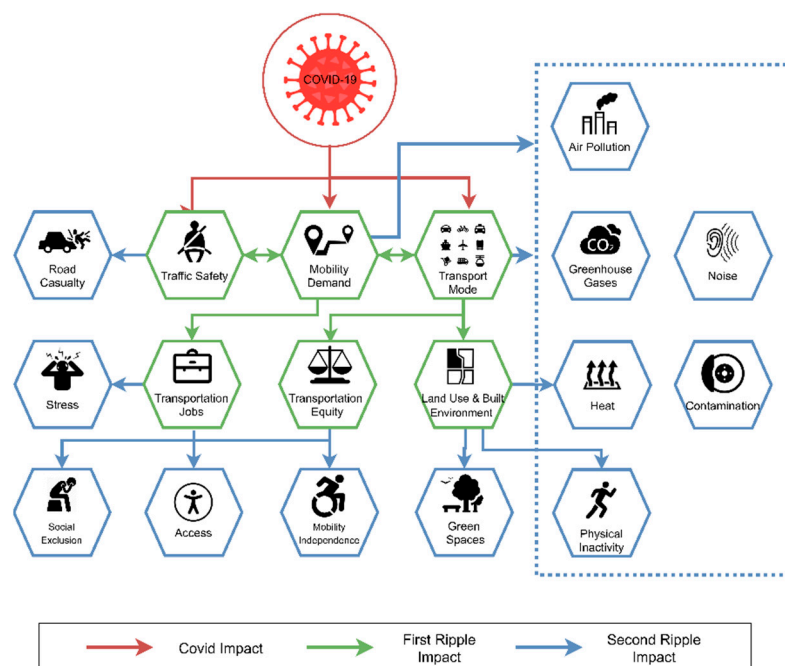 COVID-19
Air Pollution
Road
Casualty
Traffic Safety
Mobility
Demand
Transport
Mode
CO₂
Greenhouse
Gases
Noise
Stress
Transportation
Jobs
Transportation
Equity
Land Use & Built
Environment
Heat
Contamination
Social
Exclusion
Access
Mobility
Independence
Green
Spaces
Physical
Inactivity
Covid Impact
First Ripple
Impact
Second Ripple
Impact